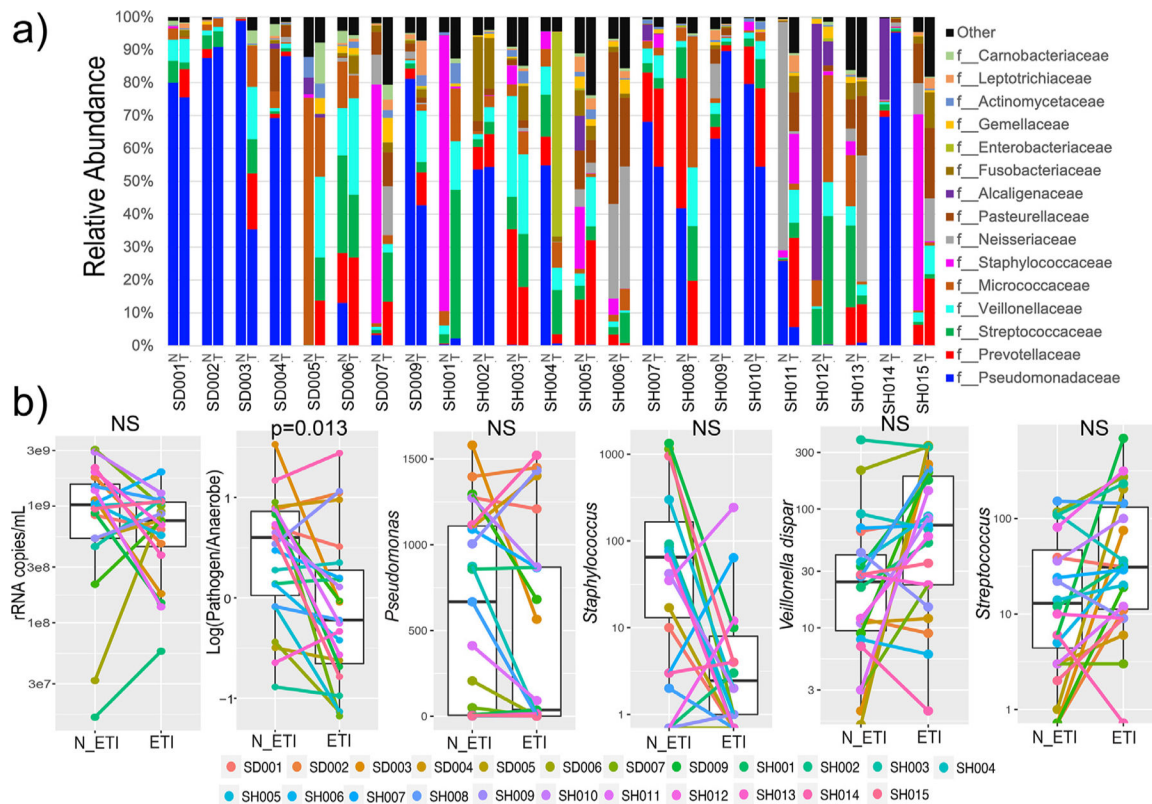 a)
Relative Abundance
100%
90%
80%
70%
60%
50%
40%
30%
20%
10%
0%
N T N T N T N T N T N T N T N T N T N T N T N T N T N T N T N T N T N T N T N T N T N T N T
SD001 SD002 SD003 SD004 SD005 SD006 SD007 SD009 SH001 SH002 SH003 SH004 SH005 SH006 SH007 SH008 SH009 SH010 SH011 SH012 SH013 SH014 SH015
Other
f__Carnobacteriaceae
f__Leptotrichiaceae
f__Actinomycetaceae
f__Gemellaceae
f__Enterobacteriaceae
f__Fusobacteriaceae
f__Alcaligenaceae
f__Pasteurellaceae
f__Neisseriaceae
f__Staphylococcaceae
f__Micrococcaceae
f__Veillonellaceae
f__Streptococcaceae
f__Prevotellaceae
f__Pseudomonadaceae
b)
NS
rRNA copies/mL
3e9
1e9
3e8
1e8
3e7
N_ETI ETI
p=0.013
Log(Pathogen/Anaerobe)
1
0
−1
N_ETI ETI
NS
Pseudomonas
1500
1000
500
0
N_ETI ETI
NS
Staphylococcus
1000
100
10
1
N_ETI ETI
NS
Veillonella dispar
100
30
10
3
N_ETI ETI
NS
Streptococcus
100
10
1
N_ETI ETI
SD001 SD002 SD003 SD004 SD005 SD006 SD007 SD009 SH001 SH002 SH003 SH004
SH005 SH006 SH007 SH008 SH009 SH010 SH011 SH012 SH013 SH014 SH015